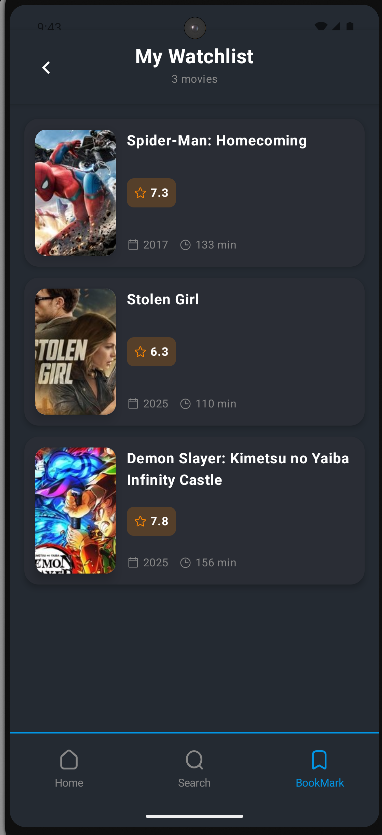 9:43
My Watchlist
3 movies
Spider-Man: Homecoming
7.3
2017 133 min
STOLEN
GIRL
Stolen Girl
6.3
2025 110 min
Demon Slayer: Kimetsu no Yaiba
Infinity Castle
7.8
2025 156 min
Home Search BookMark